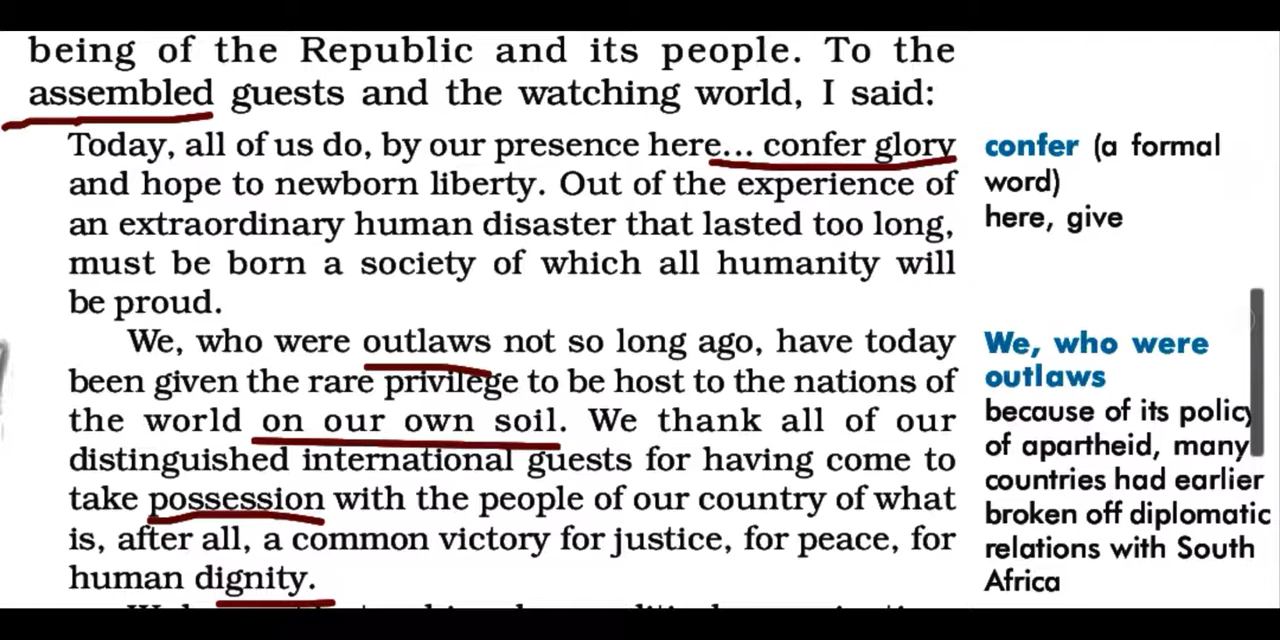 being of the Republic and its people. To the
assembled guests and the watching world, I said:
Today, all of us do, by our presence here... confer glory
and hope to newborn liberty. Out of the experience of
an extraordinary human disaster that lasted too long,
must be born a society of which all humanity will
be proud.
We, who were outlaws not so long ago, have today
been given the rare privilege to be host to the nations of
the world on our own soil. We thank all of our
distinguished international guests for having come to
take possession with the people of our country of what
is, after all, a common victory for justice, for peace, for
human dignity.
confer (a formal
word)
here, give
We, who were
outlaws
because of its policy
of apartheid, many
countries had earlier
broken off diplomatic
relations with South
Africa